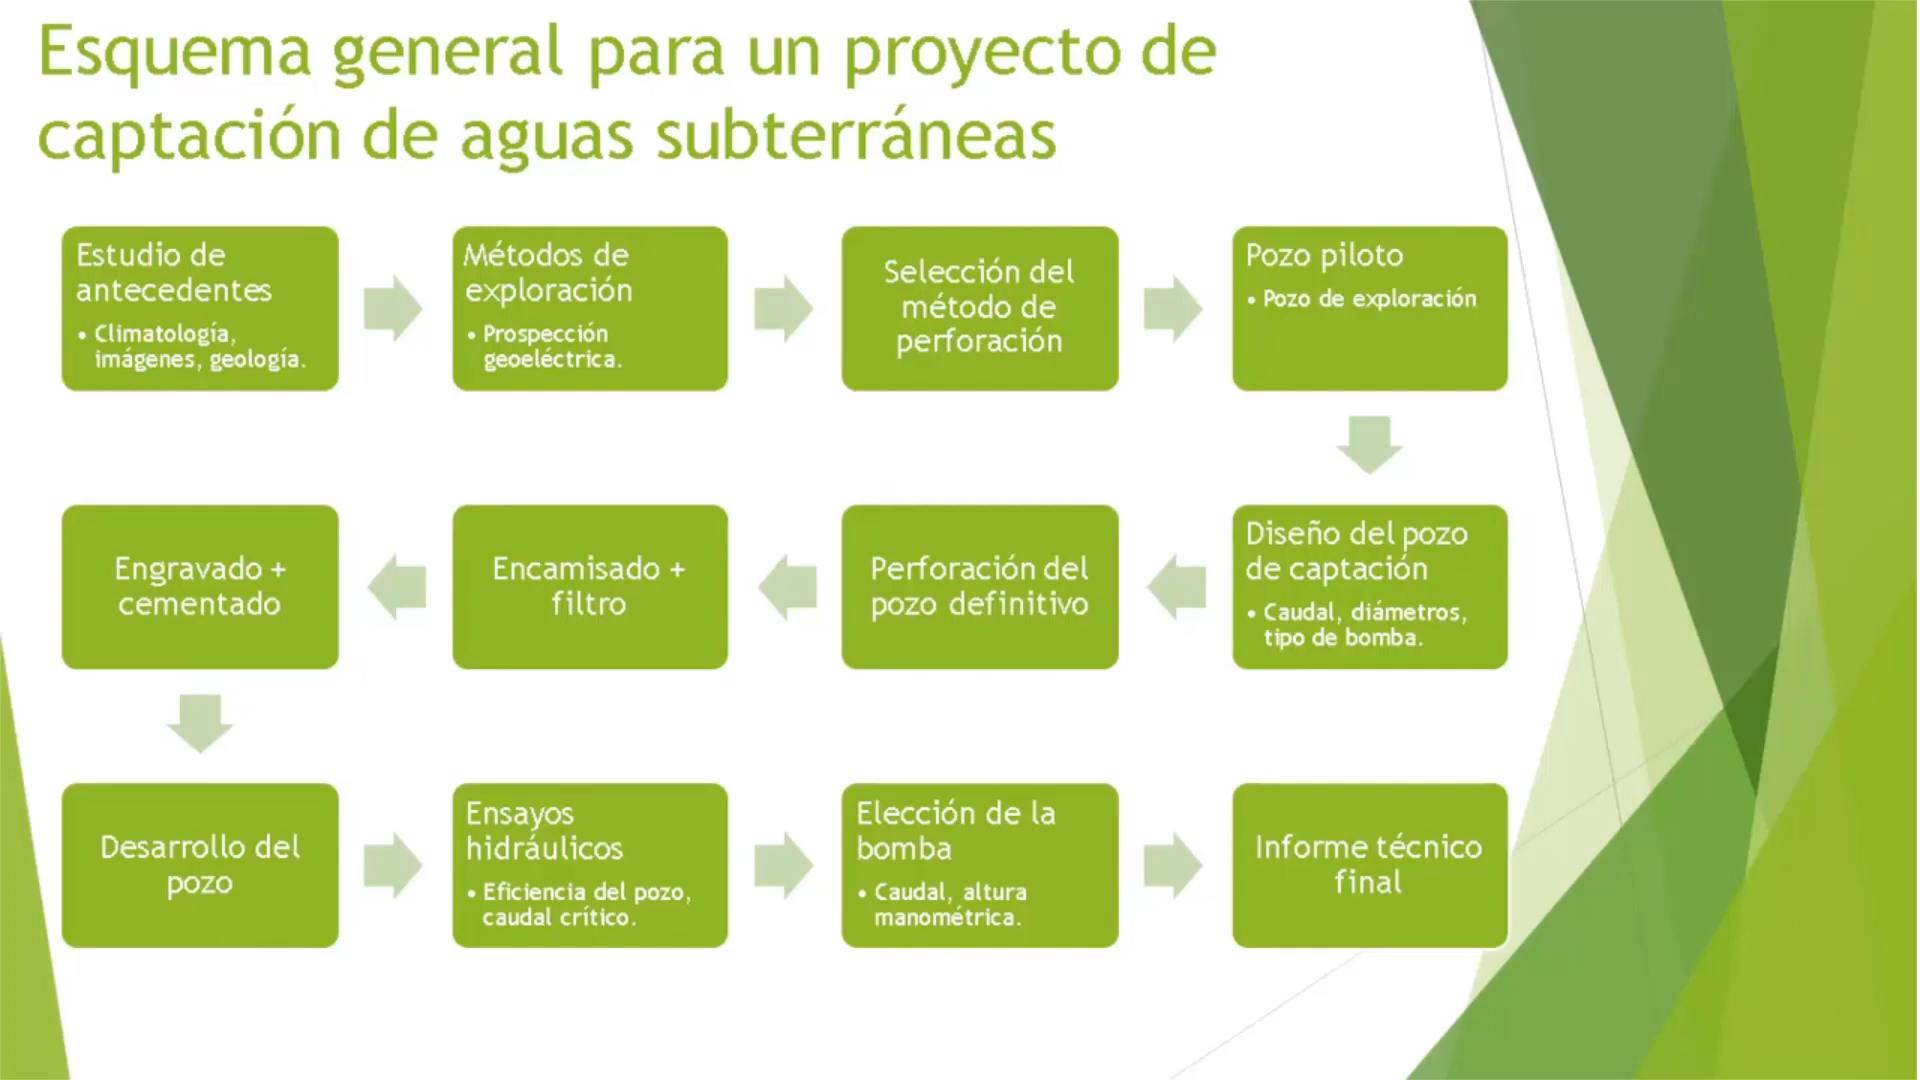 Esquema general para un proyecto de
captación de aguas subterráneas
Estudio de
antecedentes
• Climatología,
imágenes, geología.
Métodos de
exploración
• Prospección
geoeléctrica.
Selección del
método de
perforación
Pozo piloto
• Pozo de exploración
Diseño del pozo
de captación
• Caudal, diámetros,
tipo de bomba.
Perforación del
pozo definitivo
Encamisado +
filtro
Engravado +
cementado
Desarrollo del
pozo
Ensayos
hidráulicos
• Eficiencia del pozo,
caudal crítico.
Elección de la
bomba
• Caudal, altura
manométrica.
Informe técnico
final